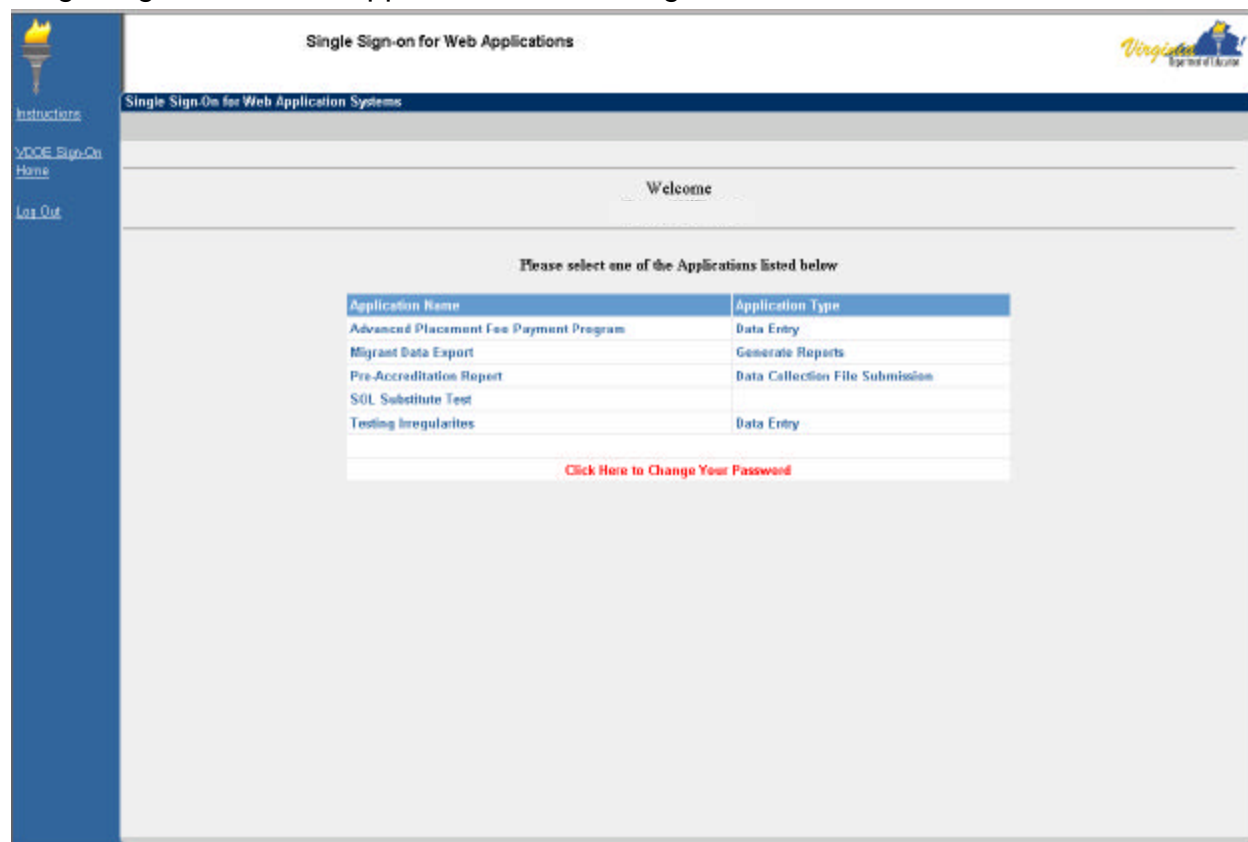 Single Sign-on for Web Applications
Virginia
Department of Education
Single Sign-On for Web Application Systems
Instructions
VDOE Sign-On
Home
Log Out
Welcome
Please select one of the Applications listed below
Application Name Application Type
Advanced Placement Fee Payment Program Data Entry
Migrant Data Export Generate Reports
Pre-Accreditation Report Data Collection File Submission
SOL Substitute Test
Testing Irregularites Data Entry
Click Here to Change Your Password